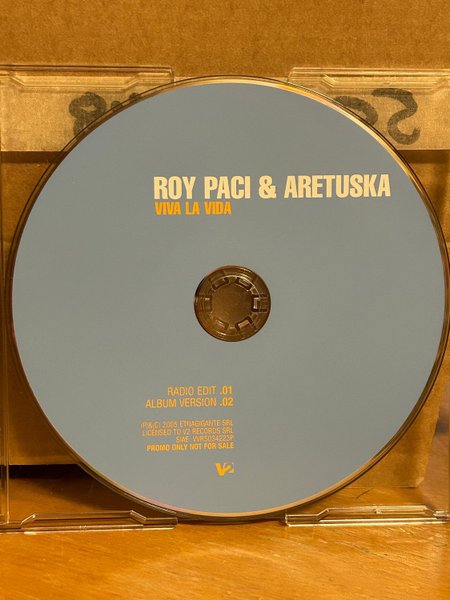 ROY PACI & ARETUSKA
VIVA LA VIDA
RADIO EDIT .01
ALBUM VERSION .02
(P.&C) 2005 ETNAGIGANTE SRL
LICENSED TO V2 RECORDS SRL
SIAE VVR5034223P
PROMO ONLY NOT FOR SALE
V2